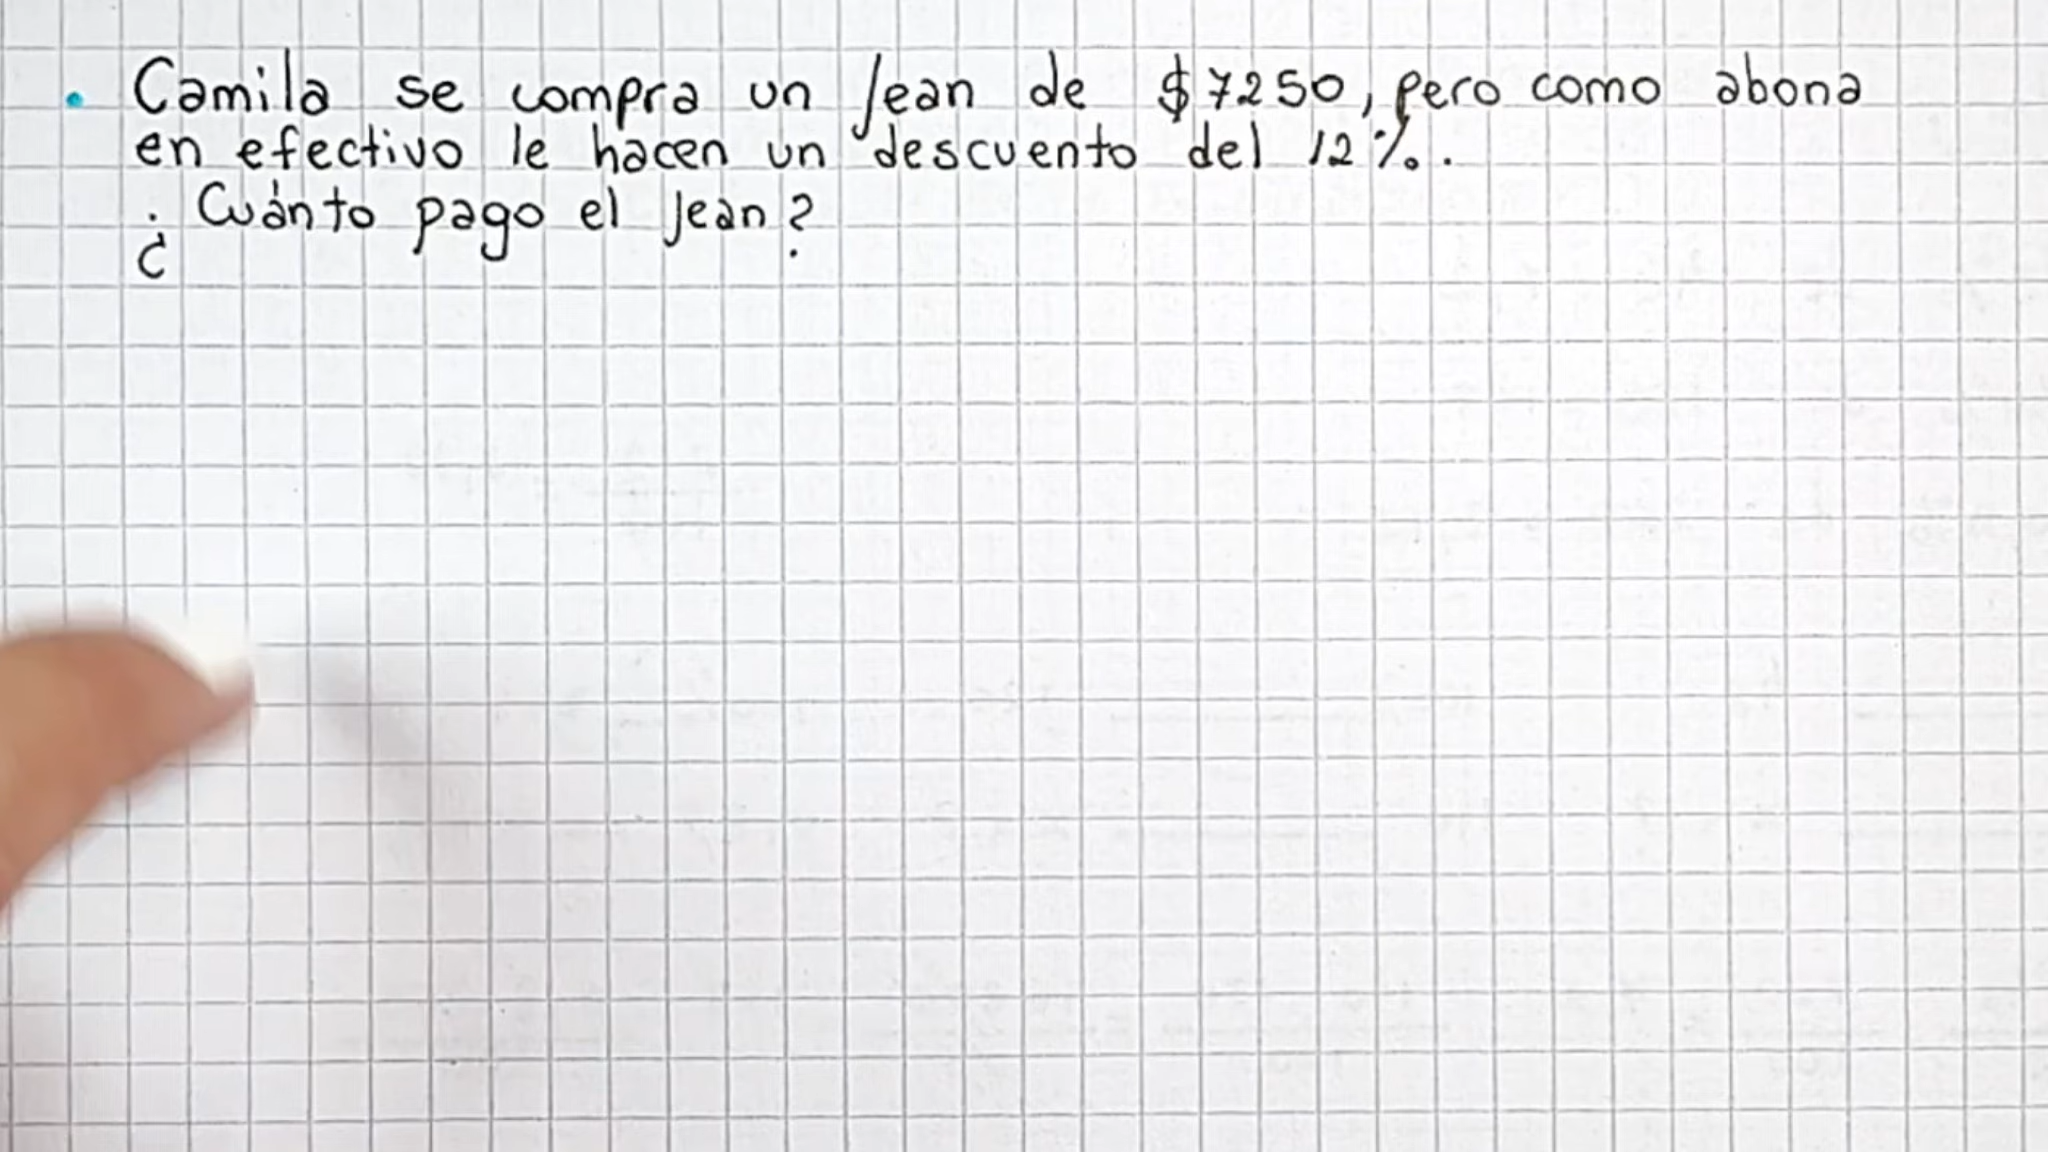 • Camila se compra un Jean de $7250, pero como abona
en efectivo le hacen un descuento del 12%.
¿Cuánto pago el Jean?